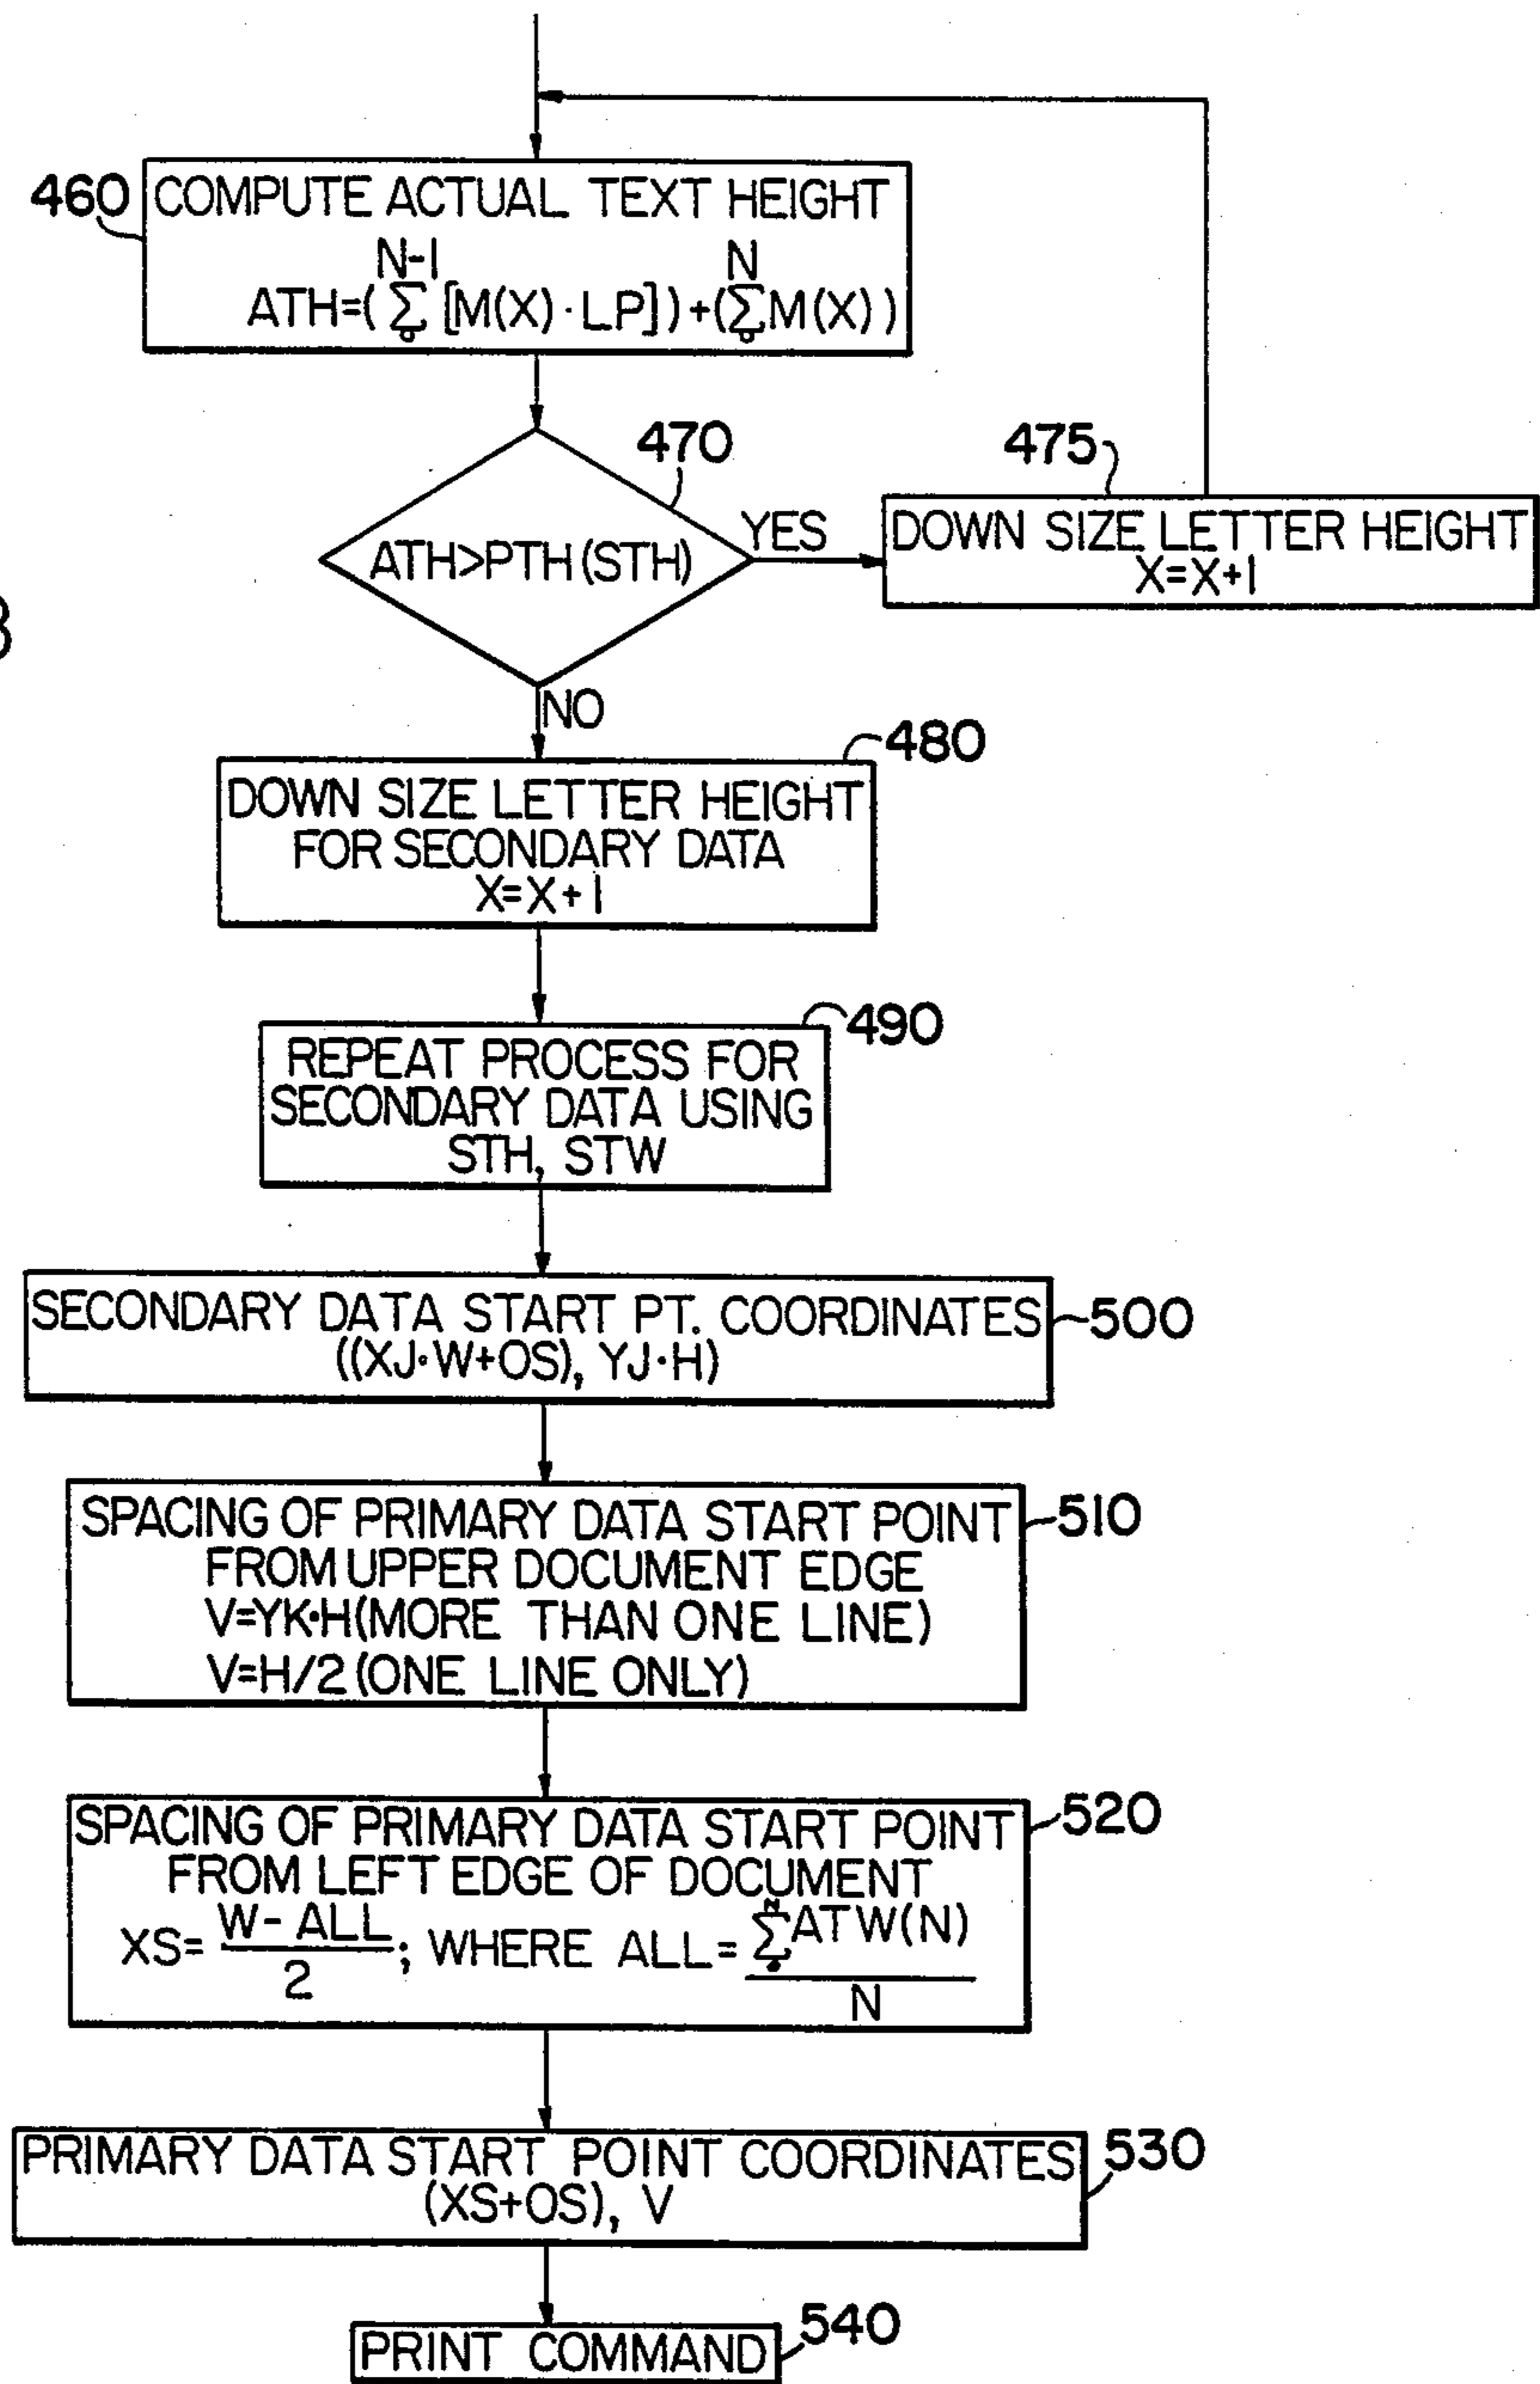 460
COMPUTE ACTUAL TEXT HEIGHT
N-1 N
ATH=(∑[M(X)·LP])+(∑M(X))
o o
470
ATH>PTH(STH)
YES
475
DOWN SIZE LETTER HEIGHT
X=X+1
NO
480
DOWN SIZE LETTER HEIGHT
FOR SECONDARY DATA
X=X+1
490
REPEAT PROCESS FOR
SECONDARY DATA USING
STH, STW
SECONDARY DATA START PT. COORDINATES
((XJ·W+OS), YJ·H)
500
SPACING OF PRIMARY DATA START POINT
FROM UPPER DOCUMENT EDGE
V=YK·H(MORE THAN ONE LINE)
V=H/2(ONE LINE ONLY)
510
SPACING OF PRIMARY DATA START POINT
FROM LEFT EDGE OF DOCUMENT
XS= W-ALL / 2; WHERE ALL= ∑ATW(N) / N
520
PRIMARY DATA START POINT COORDINATES
(XS+OS), V
530
PRINT COMMAND
540